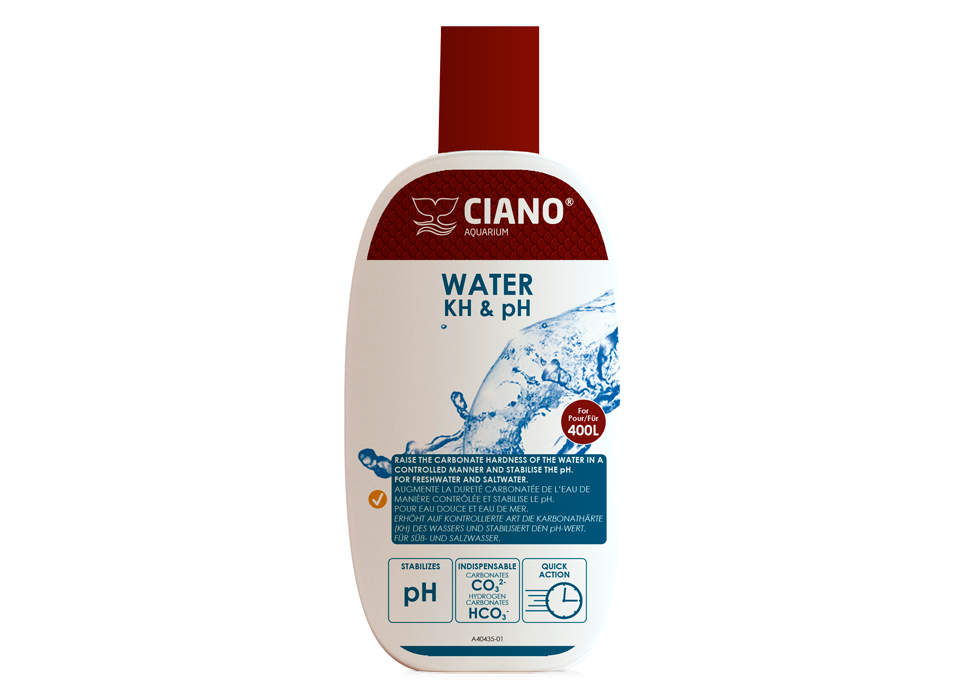 CIANO®
AQUARIUM
WATER
KH & pH
For
Pour/Für
400L
RAISE THE CARBONATE HARDNESS OF THE WATER IN A
CONTROLLED MANNER AND STABILISE THE pH.
FOR FRESHWATER AND SALTWATER.
AUGMENTE LA DURETÉ CARBONATÉE DE L'EAU DE
MANIÈRE CONTRÔLÉE ET STABILISE LE pH.
POUR EAU DOUCE ET EAU DE MER.
ERHÖHT AUF KONTROLLIERTE ART DIE KARBONATHÄRTE
(KH) DES WASSERS UND STABILISIERT DEN pH-WERT.
FÜR SÜß- UND SALZWASSER.
STABILIZES
pH
INDISPENSABLE
CARBONATES
CO₃²⁻
HYDROGEN
CARBONATES
HCO₃⁻
QUICK
ACTION
A40435-01